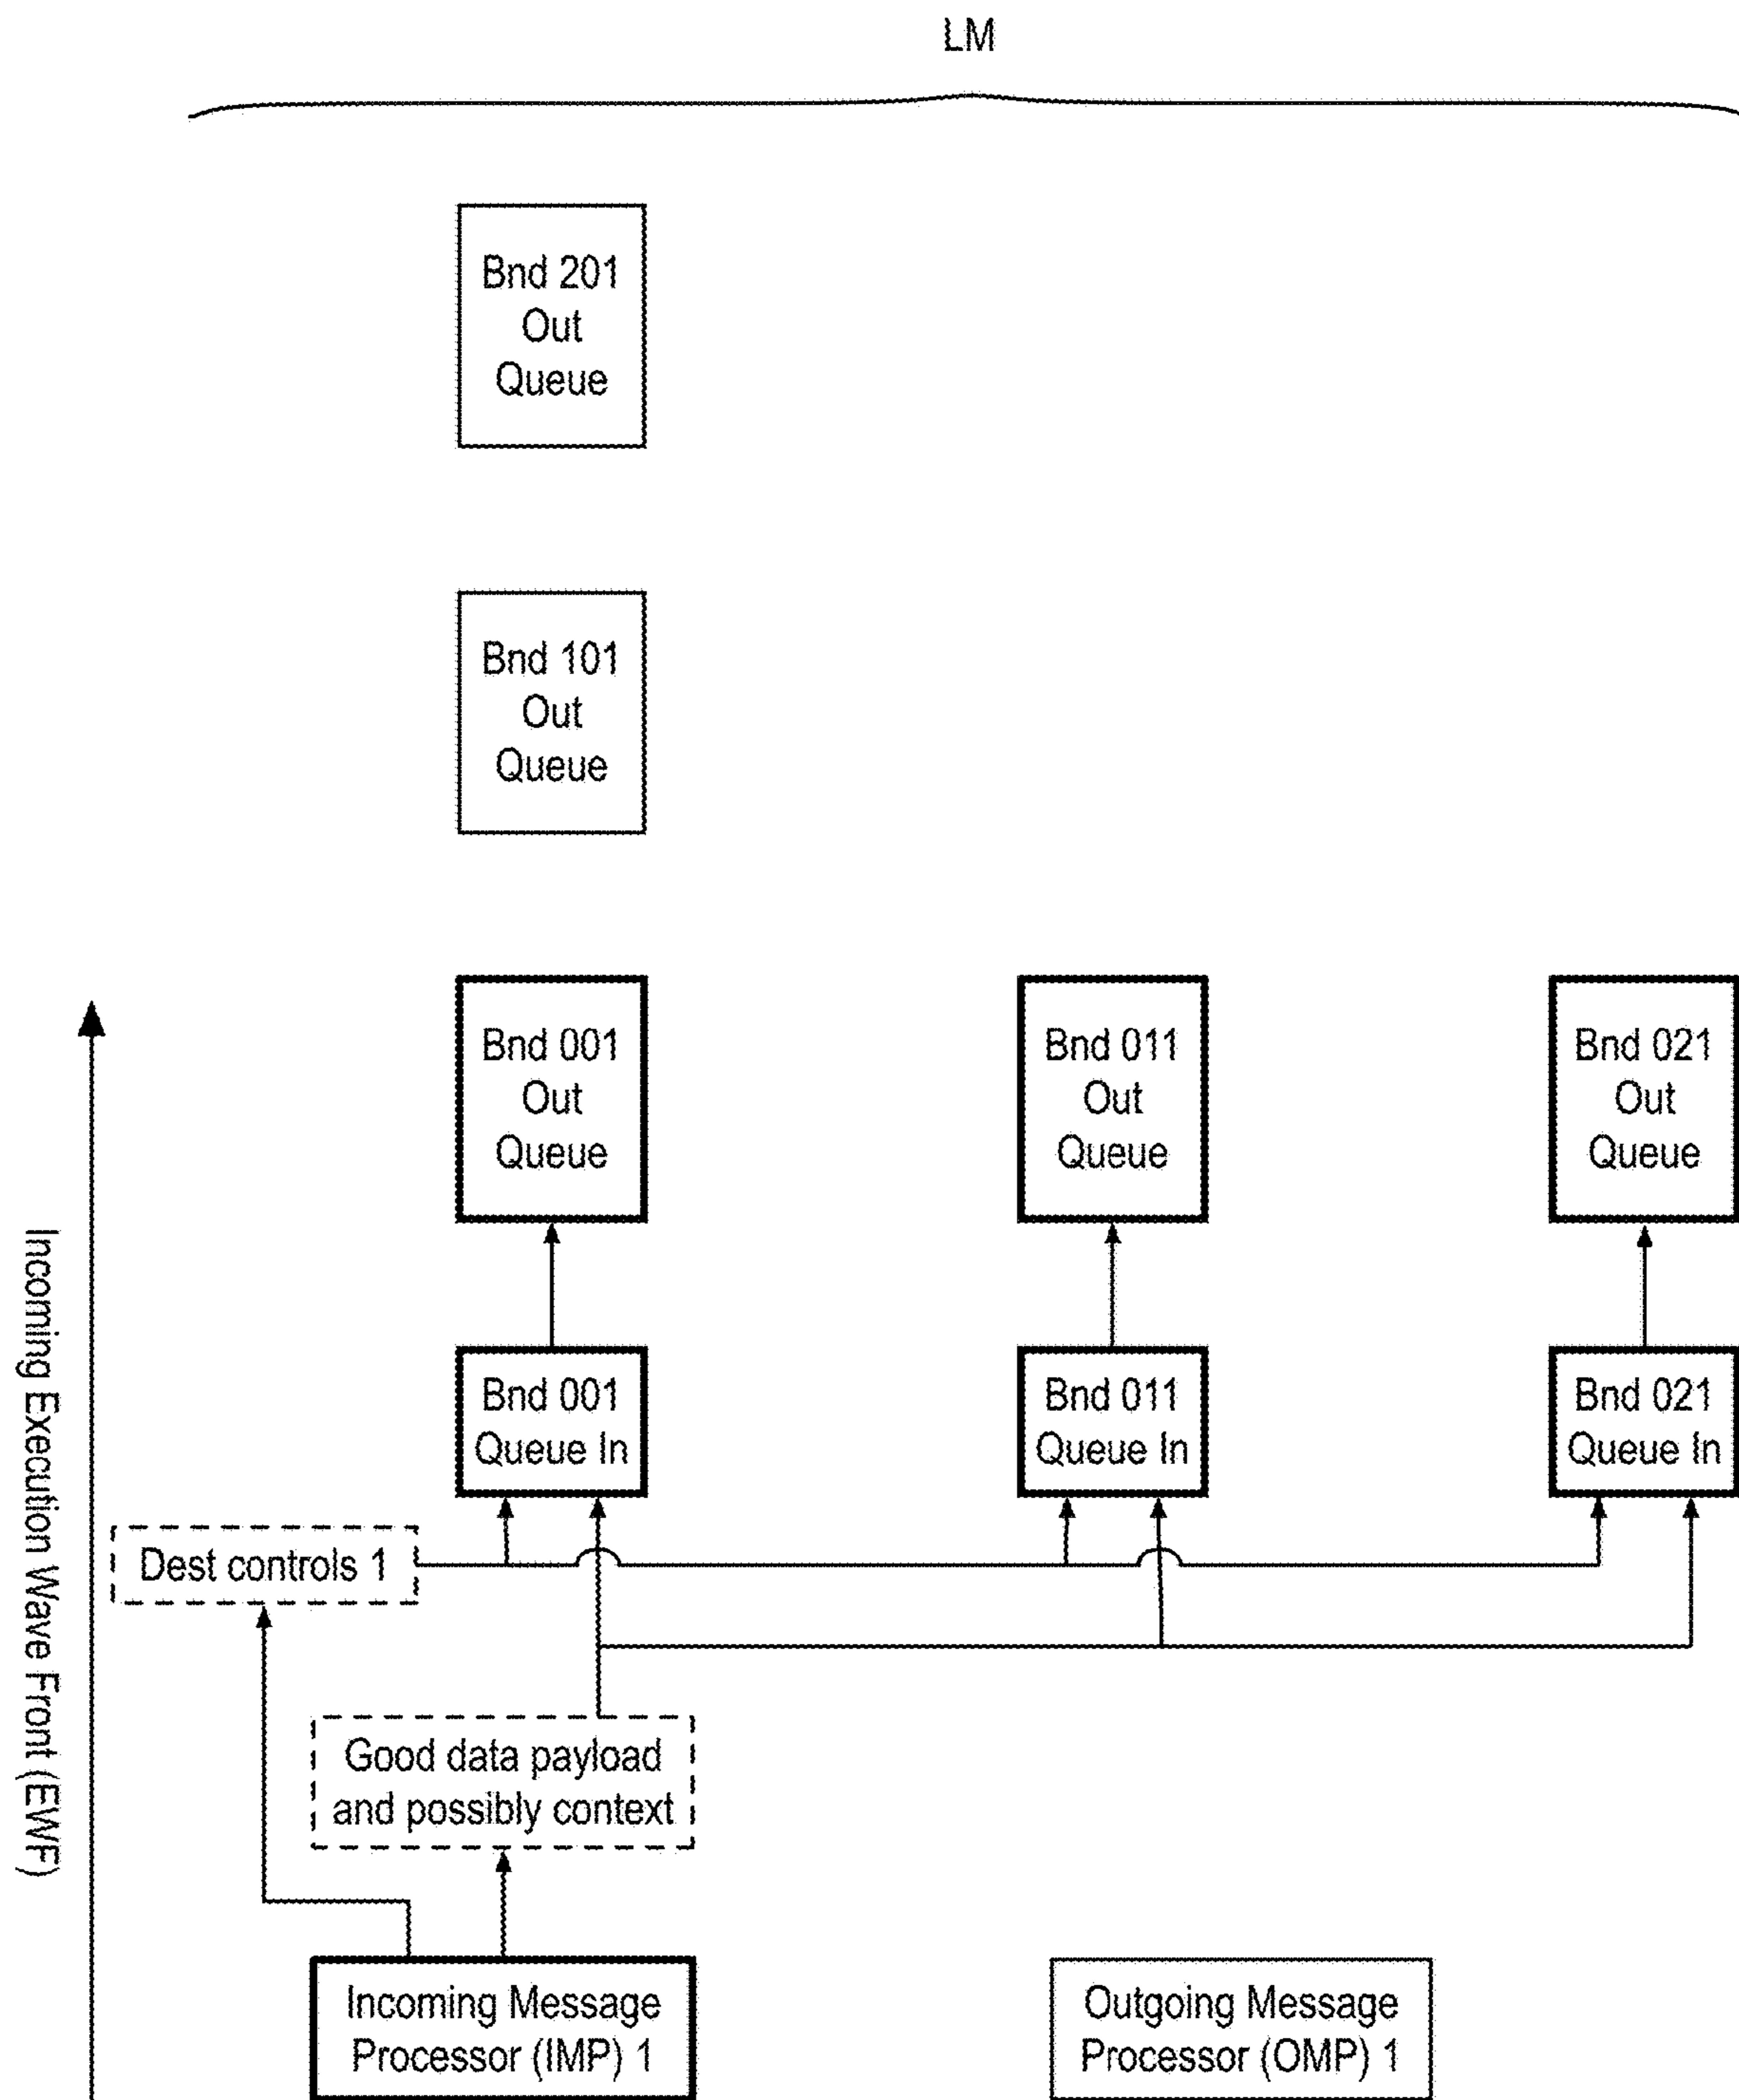 LM
Bnd 201
Out
Queue
Bnd 101
Out
Queue
Bnd 001
Out
Queue
Bnd 011
Out
Queue
Bnd 021
Out
Queue
Bnd 001
Queue In
Bnd 011
Queue In
Bnd 021
Queue In
Dest controls 1
Good data payload
and possibly context
Incoming Execution Wave Front (EWF)
Incoming Message
Processor (IMP) 1
Outgoing Message
Processor (OMP) 1